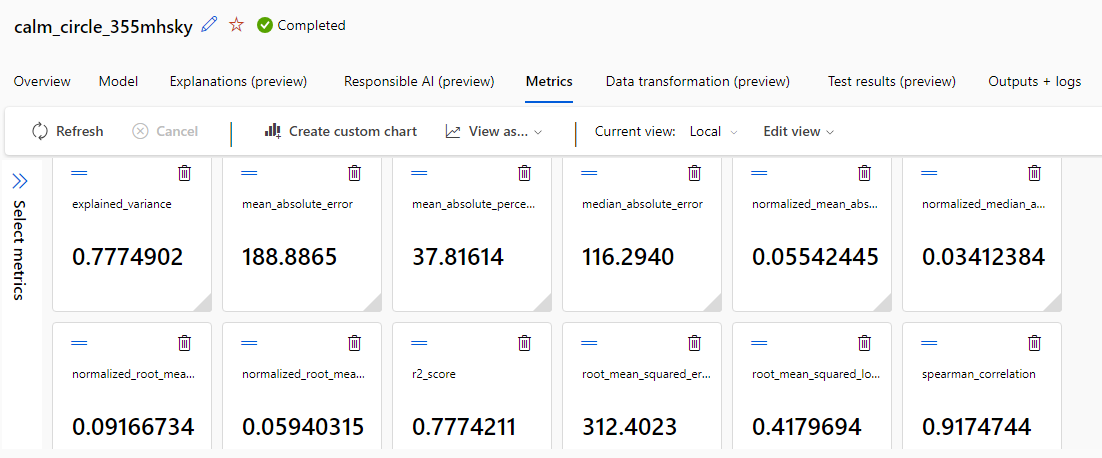 calm_circle_355mhsky Completed
Overview Model Explanations (preview) Responsible AI (preview) Metrics Data transformation (preview) Test results (preview) Outputs + logs
Refresh Cancel Create custom chart View as... Current view: Local Edit view
Select metrics
explained_variance mean_absolute_error mean_absolute_perce... median_absolute_error normalized_mean_abs... normalized_median_a...
0.7774902 188.8865 37.81614 116.2940 0.05542445 0.03412384
normalized_root_mea... normalized_root_mea... r2_score root_mean_squared_er... root_mean_squared_lo... spearman_correlation
0.09166734 0.05940315 0.7774211 312.4023 0.4179694 0.9174744